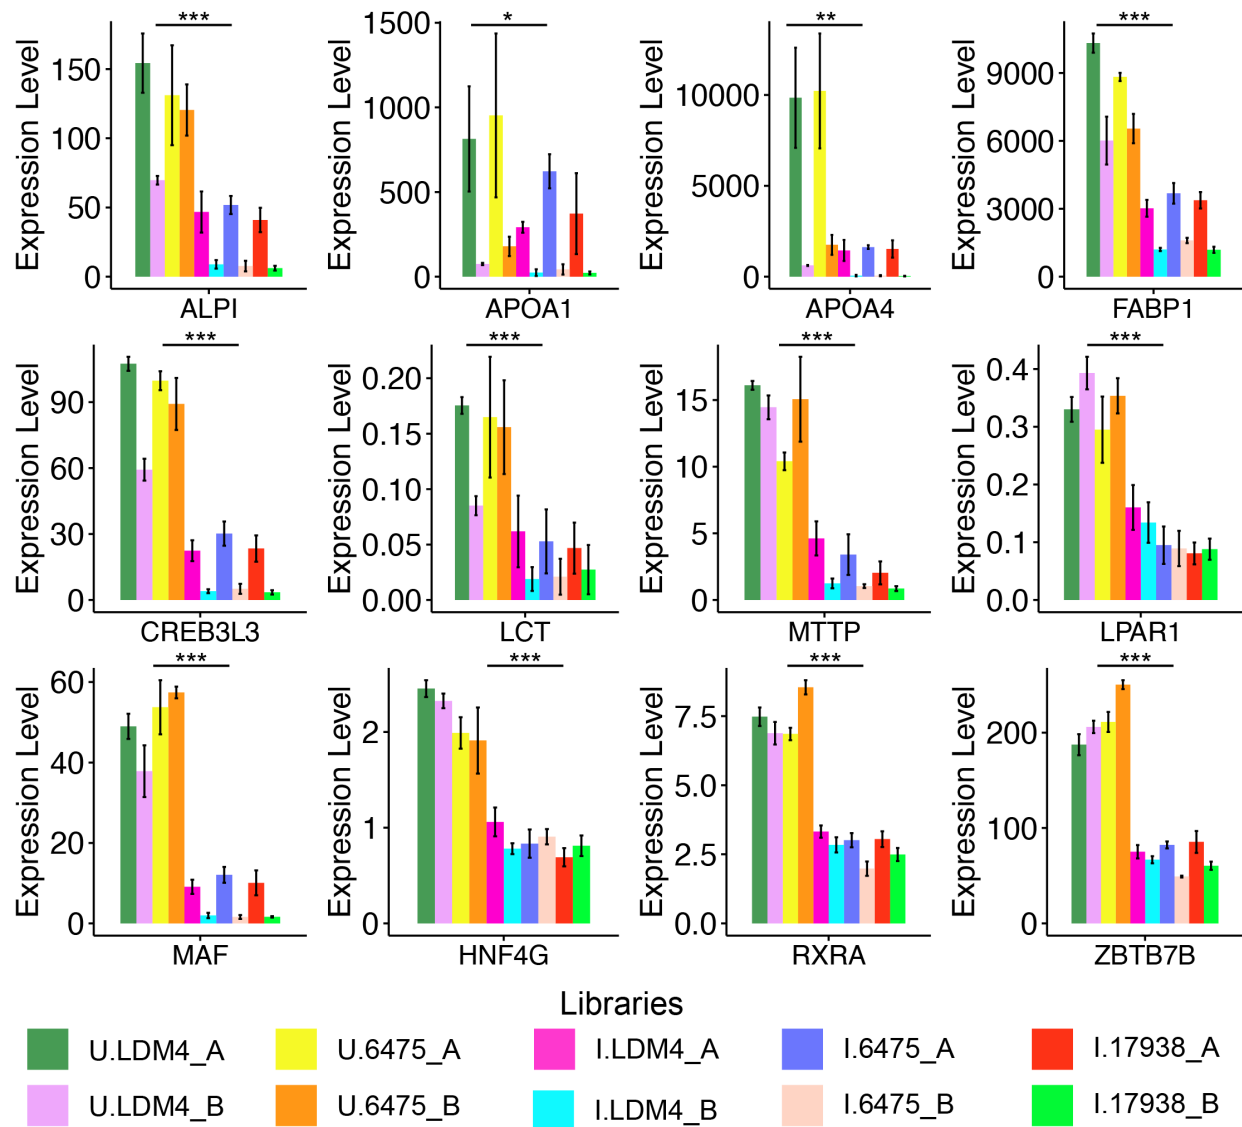 ***
Expression Level
150
100
50
0
ALPI
*
Expression Level
1500
1000
500
0
APOA1
**
Expression Level
10000
5000
0
APOA4
***
Expression Level
9000
6000
3000
0
FABP1
***
Expression Level
90
60
30
0
CREB3L3
***
Expression Level
0.20
0.15
0.10
0.05
0.00
LCT
***
Expression Level
15
10
5
0
MTTP
***
Expression Level
0.4
0.3
0.2
0.1
0.0
LPAR1
***
Expression Level
60
40
20
0
MAF
***
Expression Level
2
1
0
HNF4G
***
Expression Level
7.5
5.0
2.5
0.0
RXRA
***
Expression Level
200
100
0
ZBTB7B
Libraries
U.LDM4_A U.6475_A I.LDM4_A I.6475_A I.17938_A
U.LDM4_B U.6475_B I.LDM4_B I.6475_B I.17938_B